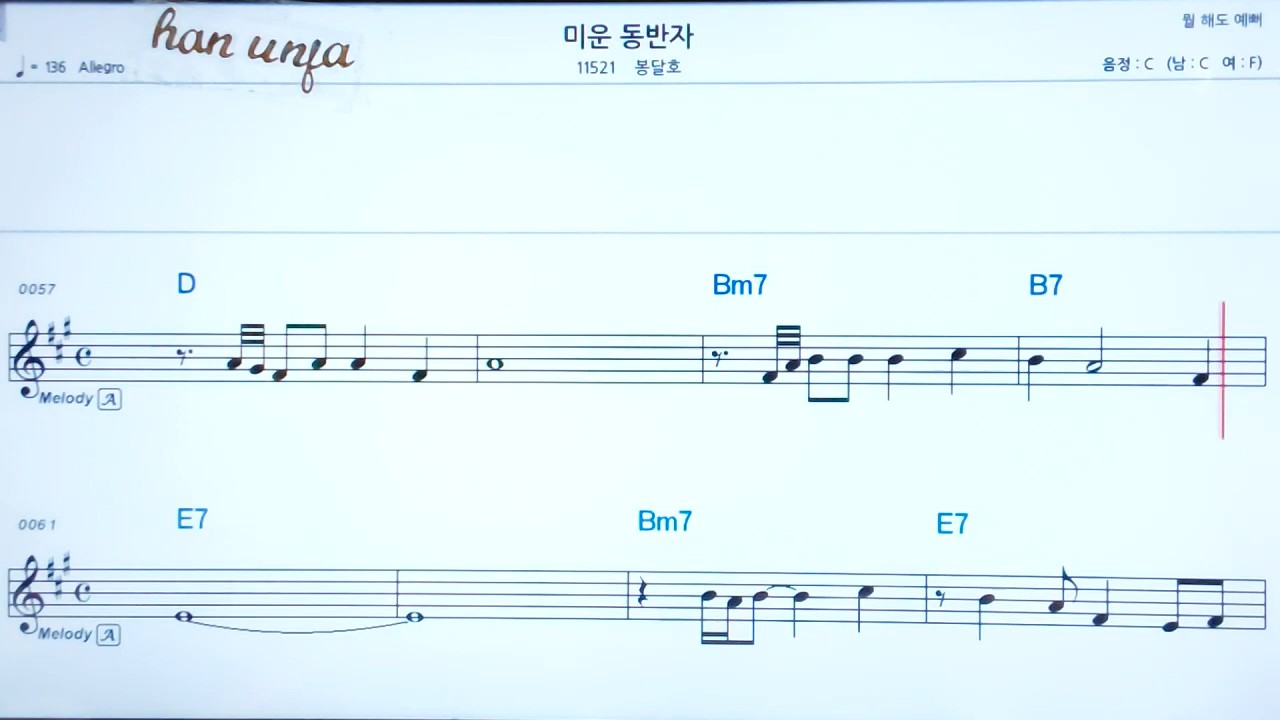 han unfa
미운 동반자
뭘 해도 예뻐
♩= 136 Allegro
11521 봉달호
음정 : C (남 : C 여 : F)
0057
D Bm7 B7
Melody A
0061
E7 Bm7 E7
Melody A